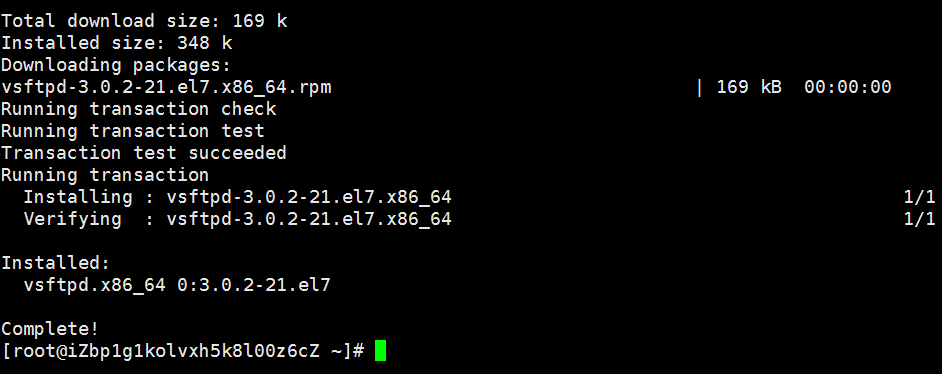 Total download size: 169 k
Installed size: 348 k
Downloading packages:
vsftpd-3.0.2-21.el7.x86_64.rpm | 169 kB 00:00:00
Running transaction check
Running transaction test
Transaction test succeeded
Running transaction
Installing : vsftpd-3.0.2-21.el7.x86_64 1/1
Verifying : vsftpd-3.0.2-21.el7.x86_64 1/1
Installed:
vsftpd.x86_64 0:3.0.2-21.el7
Complete!
[root@iZbp1g1kolvxh5k8l00z6cZ ~]#